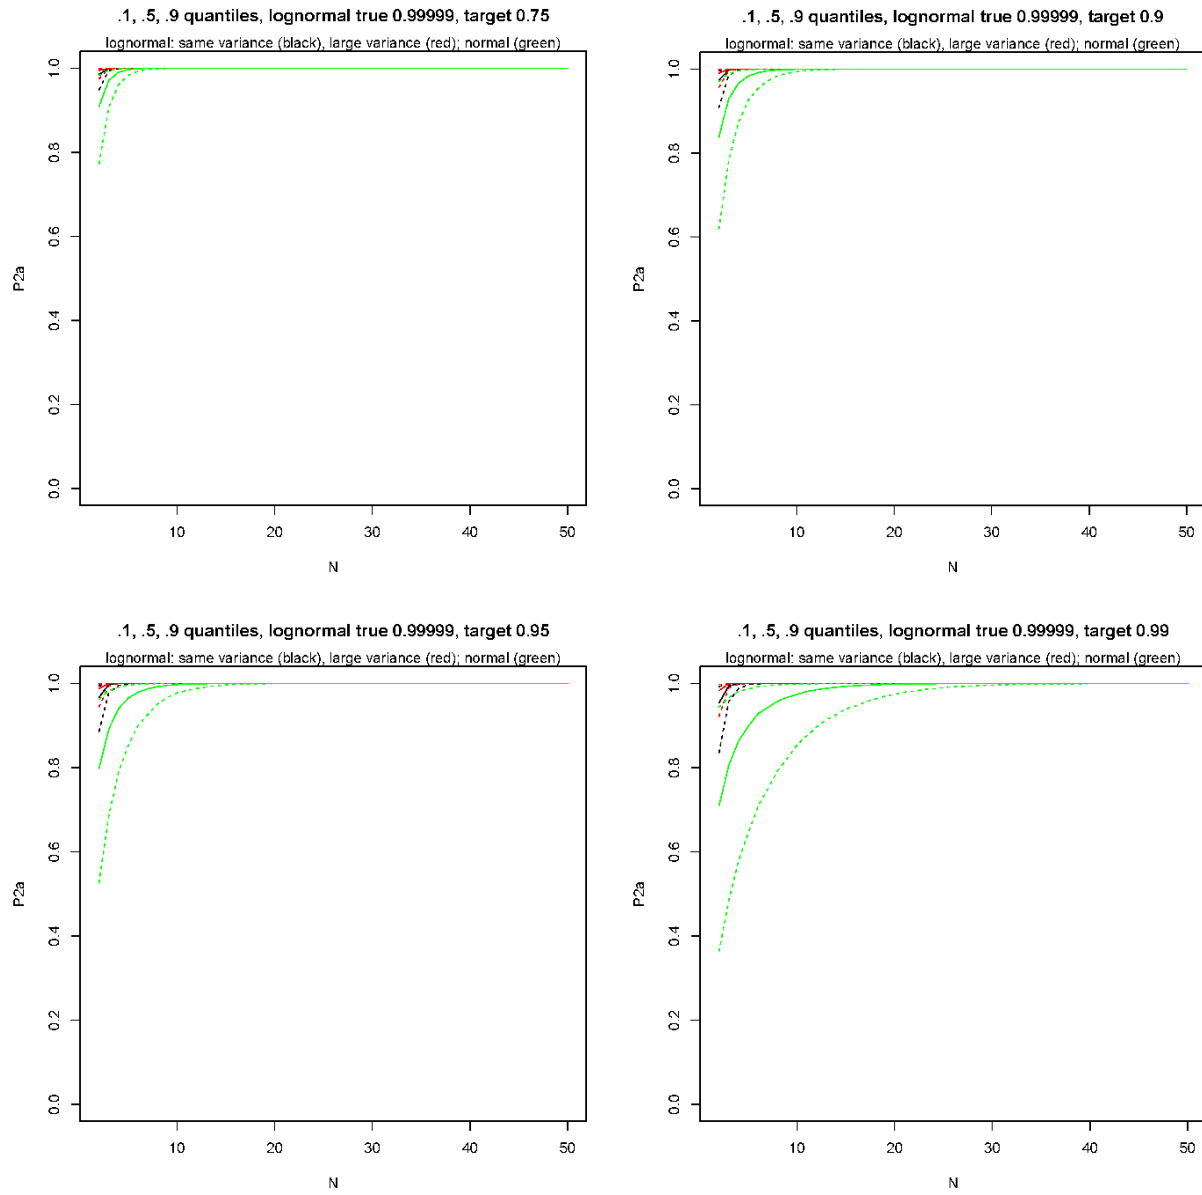 .1, .5, .9 quantiles, lognormal true 0.99999, target 0.75
lognormal: same variance (black), large variance (red); normal (green)
1.0
0.8
0.6
0.4
0.2
0.0
P2a
10 20 30 40 50
N
.1, .5, .9 quantiles, lognormal true 0.99999, target 0.9
lognormal: same variance (black), large variance (red); normal (green)
1.0
0.8
0.6
0.4
0.2
0.0
P2a
10 20 30 40 50
N
.1, .5, .9 quantiles, lognormal true 0.99999, target 0.95
lognormal: same variance (black), large variance (red); normal (green)
1.0
0.8
0.6
0.4
0.2
0.0
P2a
10 20 30 40 50
N
.1, .5, .9 quantiles, lognormal true 0.99999, target 0.99
lognormal: same variance (black), large variance (red); normal (green)
1.0
0.8
0.6
0.4
0.2
0.0
P2a
10 20 30 40 50
N